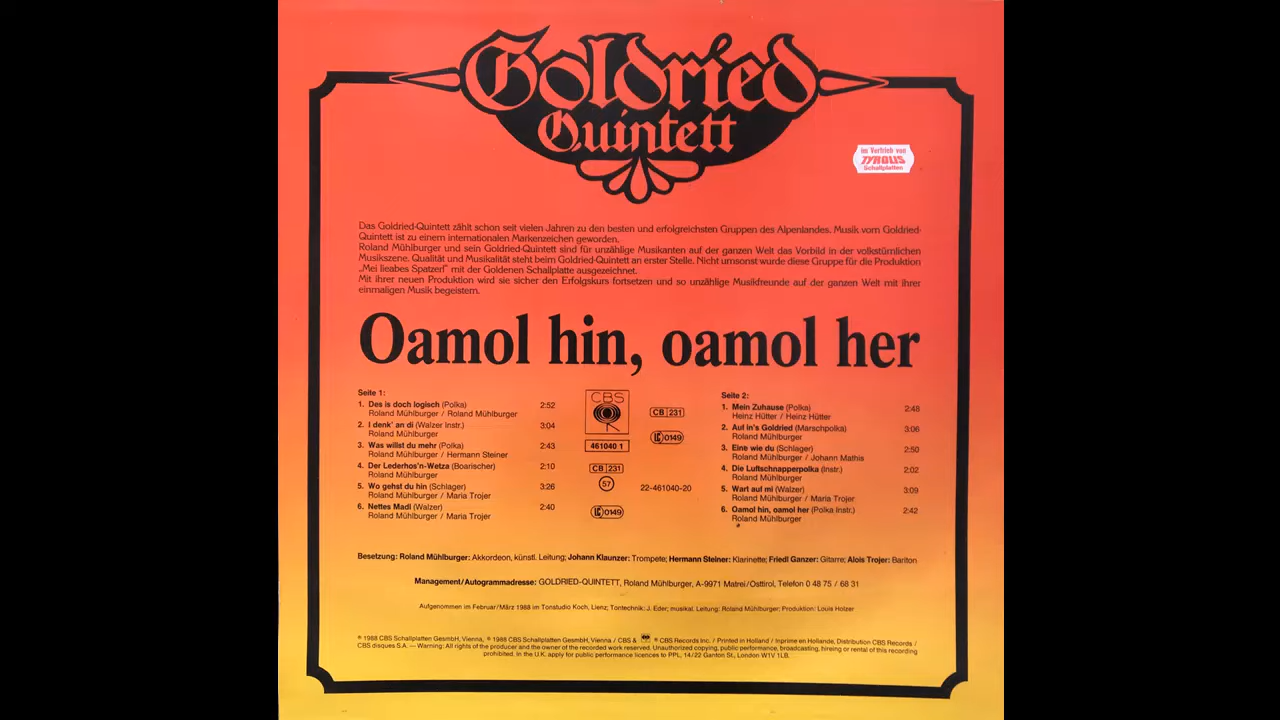 Goldried
Quintett
im Vertrieb von
TYROLIS
Schallplatten
Das Goldried-Quintett zählt schon seit vielen Jahren zu den besten und erfolgreichsten Gruppen des Alpenlandes. Musik vom Goldried-
Quintett ist zu einem internationalen Markenzeichen geworden.
Roland Mühlburger und sein Goldried-Quintett sind für unzählige Musikanten auf der ganzen Welt das Vorbild in der volkstümlichen
Musikszene. Qualität und Musikalität steht beim Goldried-Quintett an erster Stelle. Nicht umsonst wurde diese Gruppe für die Produktion
„Mei lieabes Spatzerl" mit der Goldenen Schallplatte ausgezeichnet.
Mit ihrer neuen Produktion wird sie sicher den Erfolgskurs fortsetzen und so unzählige Musikfreunde auf der ganzen Welt mit ihrer
einmaligen Musik begeistern.
Oamol hin, oamol her
Seite 1:
1. Des is doch logisch (Polka) 2:52
Roland Mühlburger / Roland Mühlburger
2. I denk' an di (Walzer Instr.) 3:04
Roland Mühlburger
3. Was willst du mehr (Polka) 2:43
Roland Mühlburger / Hermann Steiner
4. Der Lederhos'n-Wetza (Boarischer) 2:10
Roland Mühlburger
5. Wo gehst du hin (Schlager) 3:26
Roland Mühlburger / Maria Trojer
6. Nettes Madl (Walzer) 2:40
Roland Mühlburger / Maria Trojer
CBS
461040 1
CB 231
57
LC 0149
CB 231
LC 0149
22-461040-20
Seite 2:
1. Mein Zuhause (Polka) 2:48
Heinz Hütter / Heinz Hütter
2. Auf in's Goldried (Marschpolka) 3:06
Roland Mühlburger
3. Eine wie du (Schlager) 2:50
Roland Mühlburger / Johann Mathis
4. Die Luftschnapperpolka (Instr.) 2:02
Roland Mühlburger
5. Wart auf mi (Walzer) 3:09
Roland Mühlburger / Maria Trojer
6. Oamol hin, oamol her (Polka Instr.) 2:42
Roland Mühlburger
Besetzung: Roland Mühlburger: Akkordeon, künstl. Leitung; Johann Klaunzer: Trompete; Hermann Steiner: Klarinette; Friedl Ganzer: Gitarre; Alois Trojer: Bariton
Management/Autogrammadresse: GOLDRIED-QUINTETT, Roland Mühlburger, A-9971 Matrei/Osttirol, Telefon 0 48 75 / 68 31
Aufgenommen im Februar/März 1988 im Tonstudio Koch, Lienz; Tontechnik: J. Eder; musikal. Leitung: Roland Mühlburger; Produktion: Louis Holzer
℗ 1988 CBS Schallplatten GesmbH, Vienna, © 1988 CBS Schallplatten GesmbH, Vienna / CBS & ® CBS Records Inc. / Printed in Holland / Inprime en Hollande, Distribution CBS Records /
CBS disques S.A. — Warning: All rights of the producer and the owner of the recorded work reserved. Unauthorized copying, public performance, broadcasting, hireing or rental of this recording
prohibited. In the U.K. apply for public performance licences to PPL, 14/22 Ganton St., London W1V 1LB.